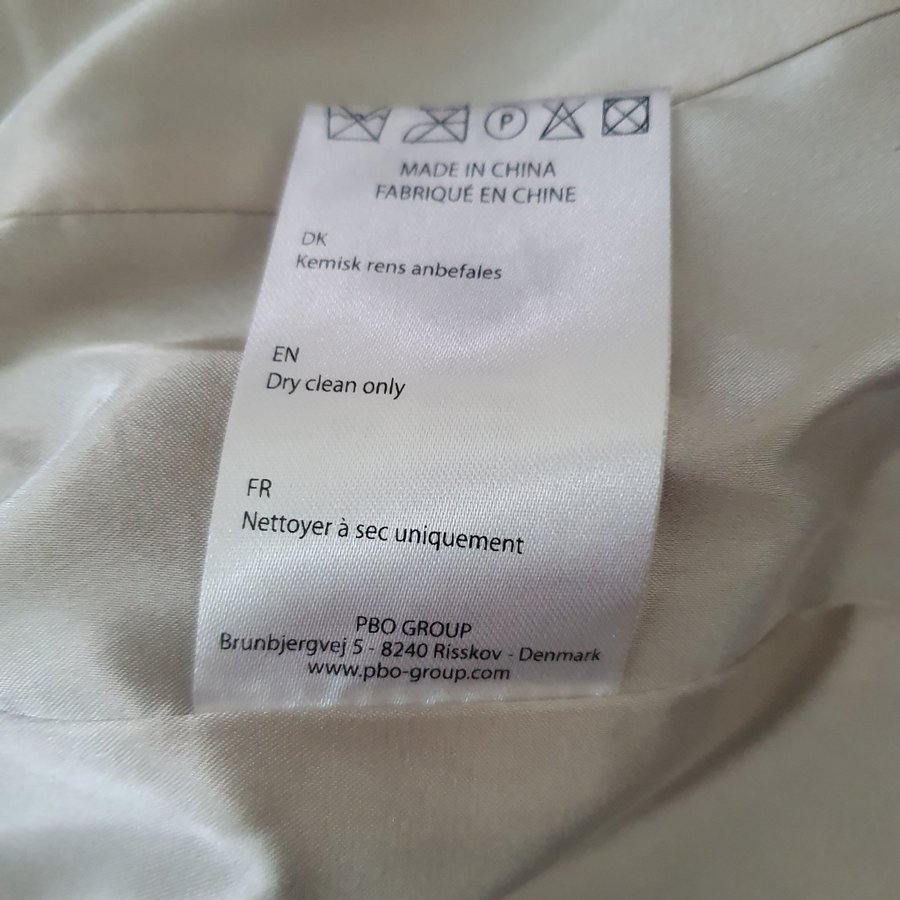 P
MADE IN CHINA
FABRIQUÉ EN CHINE
DK
Kemisk rens anbefales
EN
Dry clean only
FR
Nettoyer à sec uniquement
PBO GROUP
Brunbjergvej 5 - 8240 Risskov - Denmark
www.pbo-group.com